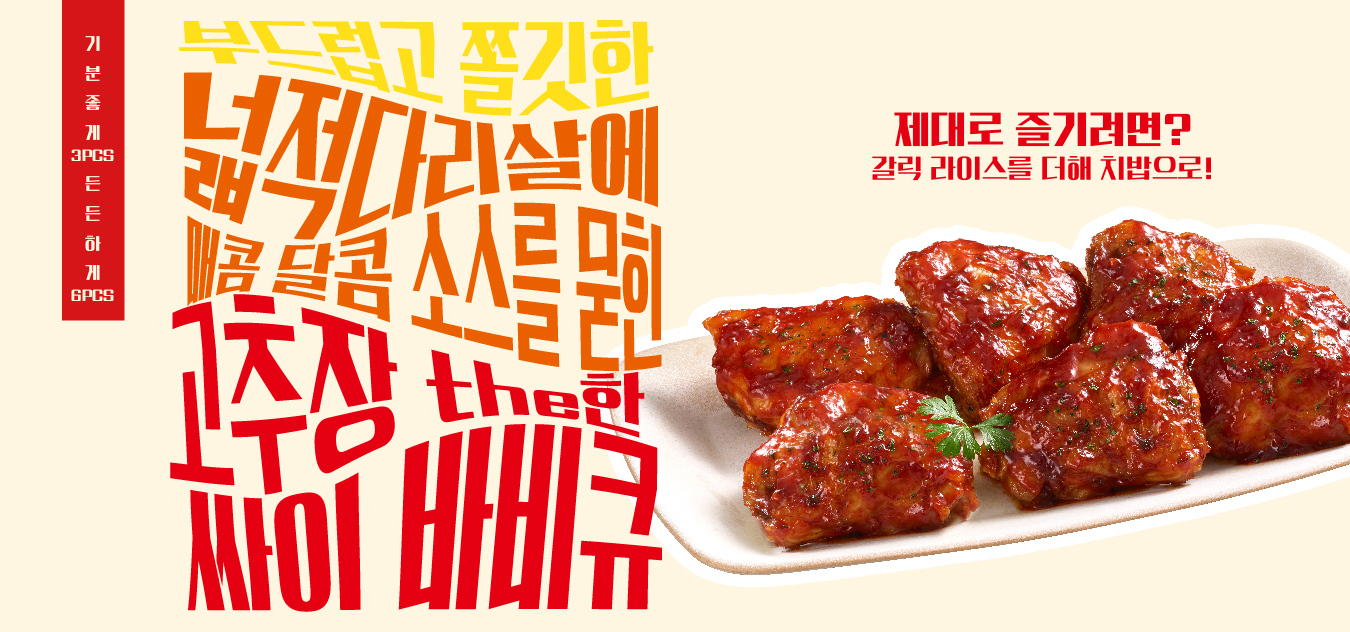 기분좋게
3PCS
든든하게
6PCS
부드럽고 쫄깃한
넓적다리살에
매콤 달콤 소스를 묻힌
고추장 the한
싸이 바비큐
제대로 즐기려면?
갈릭 라이스를 더해 치밥으로!